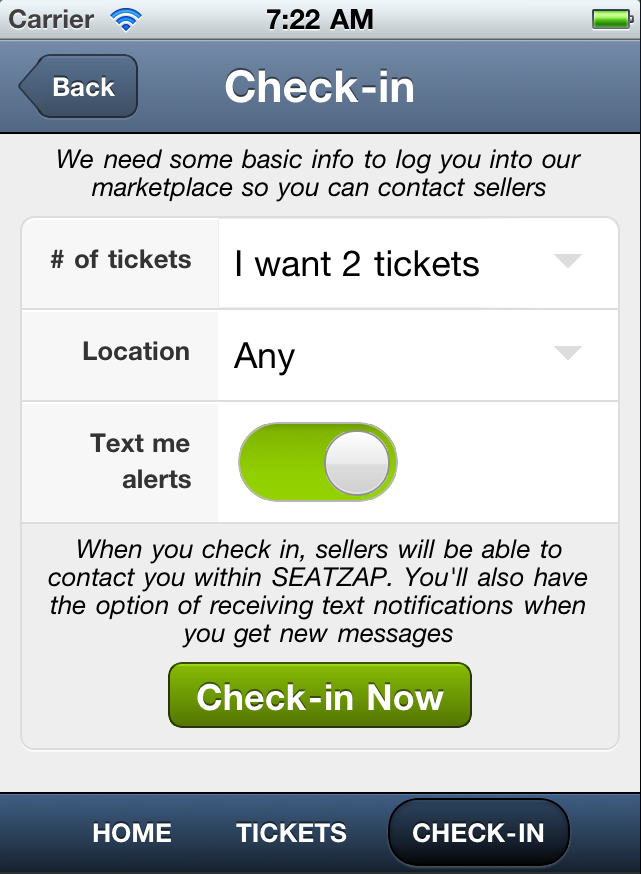 Carrier 7:22 AM
Back Check-in
We need some basic info to log you into our
marketplace so you can contact sellers
# of tickets I want 2 tickets
Location Any
Text me
alerts
When you check in, sellers will be able to
contact you within SEATZAP. You'll also have
the option of receiving text notifications when
you get new messages
Check-in Now
HOME TICKETS CHECK-IN